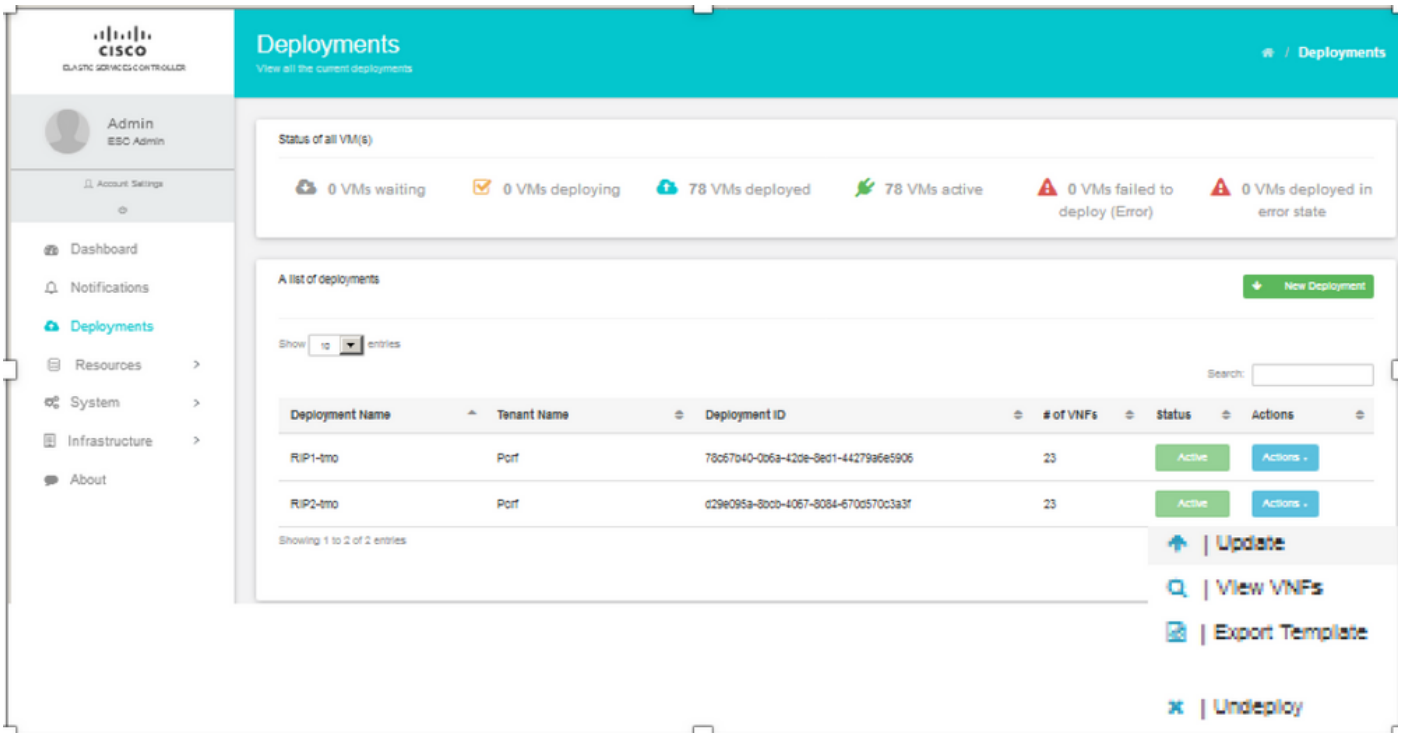 CISCO
ELASTIC SERVICES CONTROLLER
Deployments
View all the current deployments
/ Deployments
Admin
ESC Admin
Account Settings
Dashboard
Notifications
Deployments
Resources
System
Infrastructure
About
Status of all VM(s)
0 VMs waiting
0 VMs deploying
78 VMs deployed
78 VMs active
0 VMs failed to
deploy (Error)
0 VMs deployed in
error state
A list of deployments
New Deployment
Show 10 entries
Search:
Deployment Name Tenant Name Deployment ID # of VNFs Status Actions
RIP1-tmo Pcrf 78c67b40-0b6a-42de-8ed1-44279a6e5906 23 Active Actions
RIP2-tmo Pcrf d29e095a-8bcb-4067-8084-670d570c3a3f 23 Active Actions
Showing 1 to 2 of 2 entries
| Update
| View VNFs
| Export Template
| Undeploy